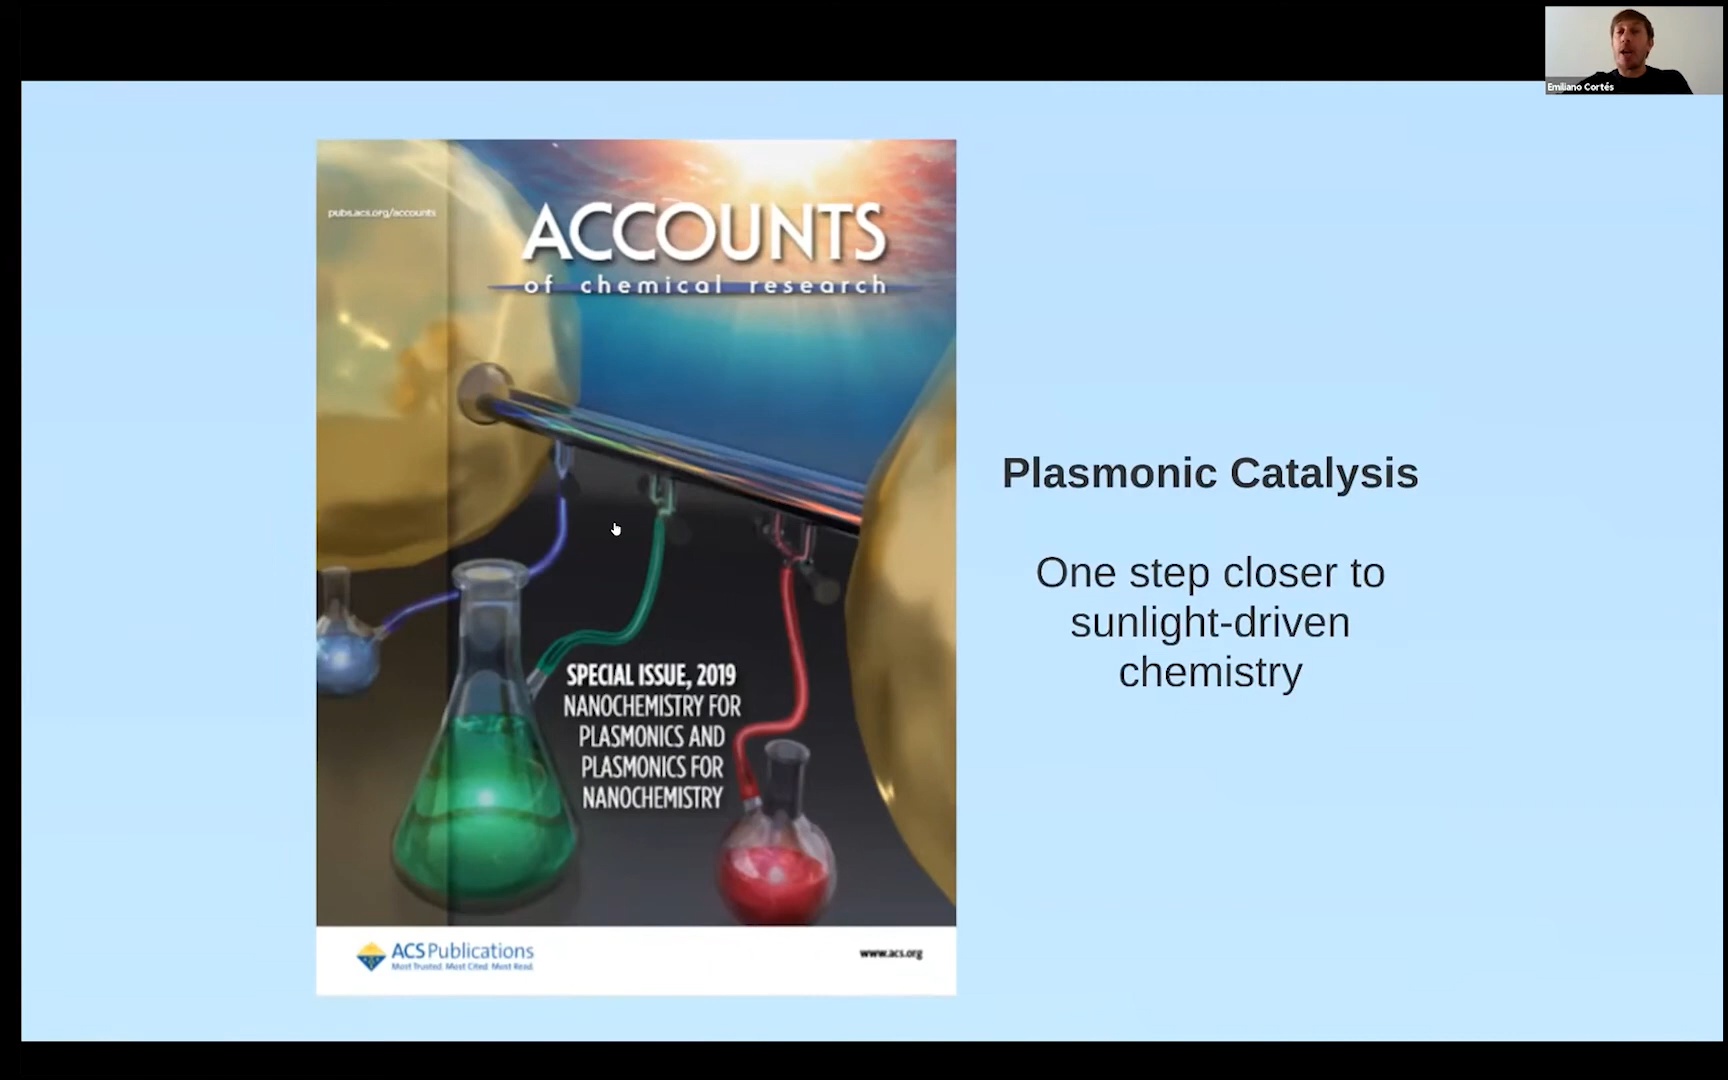 Emiliano Cortés
pubs.acs.org/accounts
ACCOUNTS
of chemical research
SPECIAL ISSUE, 2019
NANOCHEMISTRY FOR
PLASMONICS AND
PLASMONICS FOR
NANOCHEMISTRY
ACS Publications
Most Trusted. Most Cited. Most Read.
www.acs.org
Plasmonic Catalysis
One step closer to
sunlight-driven
chemistry